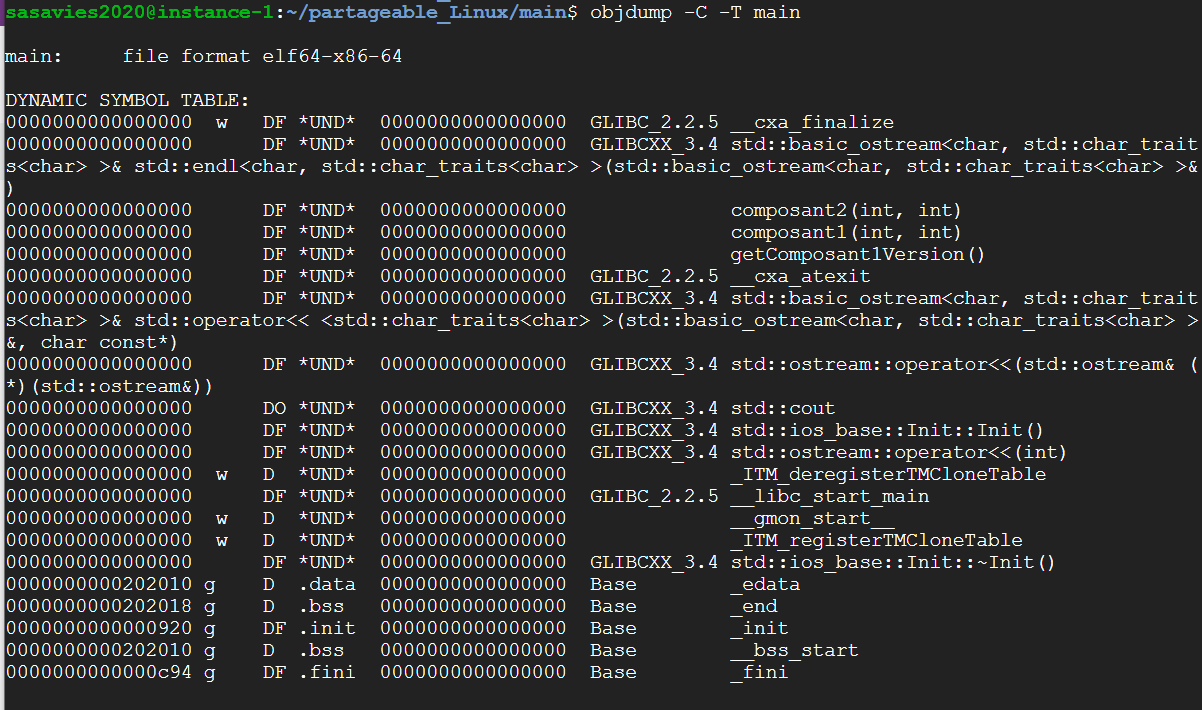 sasavies2020@instance-1:~/partageable_Linux/main$ objdump -C -T main
main:     file format elf64-x86-64
DYNAMIC SYMBOL TABLE:
0000000000000000  w   DF *UND*  0000000000000000  GLIBC_2.2.5 __cxa_finalize
0000000000000000      DF *UND*  0000000000000000  GLIBCXX_3.4 std::basic_ostream<char, std::char_trait
s<char> >& std::endl<char, std::char_traits<char> >(std::basic_ostream<char, std::char_traits<char> >&
)
0000000000000000      DF *UND*  0000000000000000              composant2(int, int)
0000000000000000      DF *UND*  0000000000000000              composant1(int, int)
0000000000000000      DF *UND*  0000000000000000              getComposant1Version()
0000000000000000      DF *UND*  0000000000000000  GLIBC_2.2.5 __cxa_atexit
0000000000000000      DF *UND*  0000000000000000  GLIBCXX_3.4 std::basic_ostream<char, std::char_trait
s<char> >& std::operator<< <std::char_traits<char> >(std::basic_ostream<char, std::char_traits<char> >
&, char const*)
0000000000000000      DF *UND*  0000000000000000  GLIBCXX_3.4 std::ostream::operator<<(std::ostream& (
*)(std::ostream&))
0000000000000000      DO *UND*  0000000000000000  GLIBCXX_3.4 std::cout
0000000000000000      DF *UND*  0000000000000000  GLIBCXX_3.4 std::ios_base::Init::Init()
0000000000000000      DF *UND*  0000000000000000  GLIBCXX_3.4 std::ostream::operator<<(int)
0000000000000000  w   D  *UND*  0000000000000000              _ITM_deregisterTMCloneTable
0000000000000000      DF *UND*  0000000000000000  GLIBC_2.2.5 __libc_start_main
0000000000000000  w   D  *UND*  0000000000000000              __gmon_start__
0000000000000000  w   D  *UND*  0000000000000000              _ITM_registerTMCloneTable
0000000000000000      DF *UND*  0000000000000000  GLIBCXX_3.4 std::ios_base::Init::~Init()
0000000000202010 g    D  .data  0000000000000000  Base        _edata
0000000000202018 g    D  .bss   0000000000000000  Base        _end
0000000000000920 g    DF .init  0000000000000000  Base        _init
0000000000202010 g    D  .bss   0000000000000000  Base        __bss_start
0000000000000c94 g    DF .fini  0000000000000000  Base        _fini